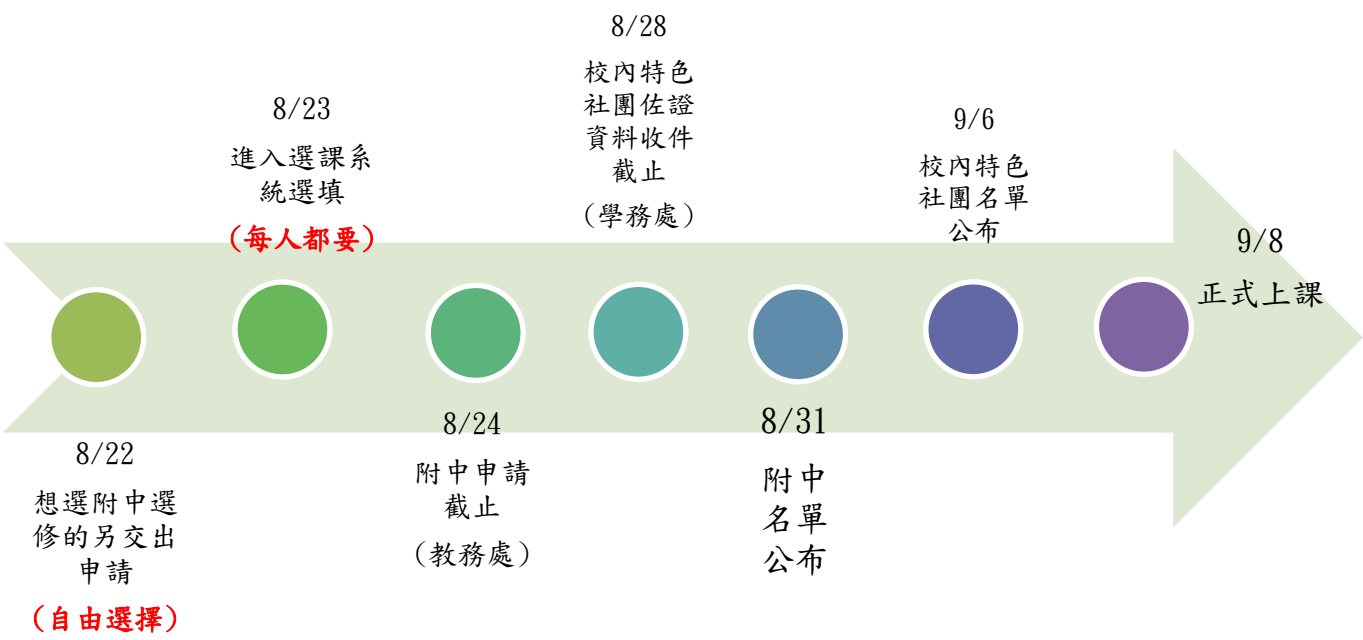 8/22
想選附中選
修的另交出
申請
(自由選擇)
8/23
進入選課系
統選填
(每人都要)
8/24
附中申請
截止
(教務處)
8/28
校內特色
社團佐證
資料收件
截止
(學務處)
8/31
附中
名單
公布
9/6
校內特色
社團名單
公布
9/8
正式上課